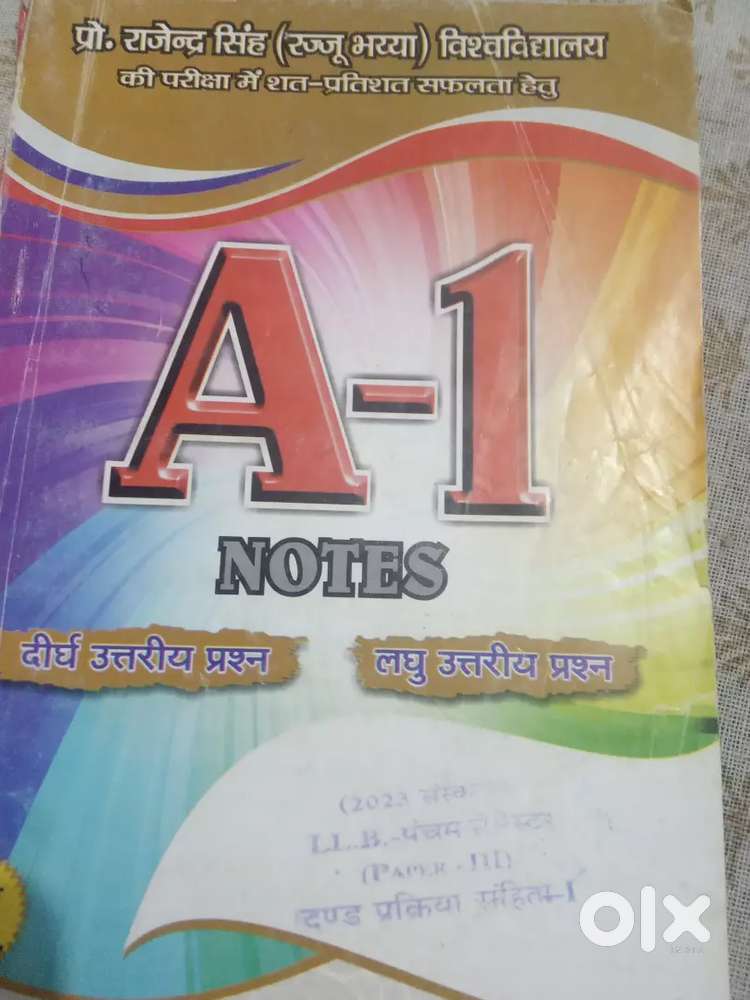 प्रो. राजेन्द्र सिंह (रज्जू भय्या) विश्वविद्यालय
की परीक्षा में शत-प्रतिशत सफलता हेतु
A-1
NOTES
दीर्घ उत्तरीय प्रश्न लघु उत्तरीय प्रश्न
(2023
LL.B.-पंचम
(PAPER - III)
दण्ड प्रक्रिया संहिता-I
olx